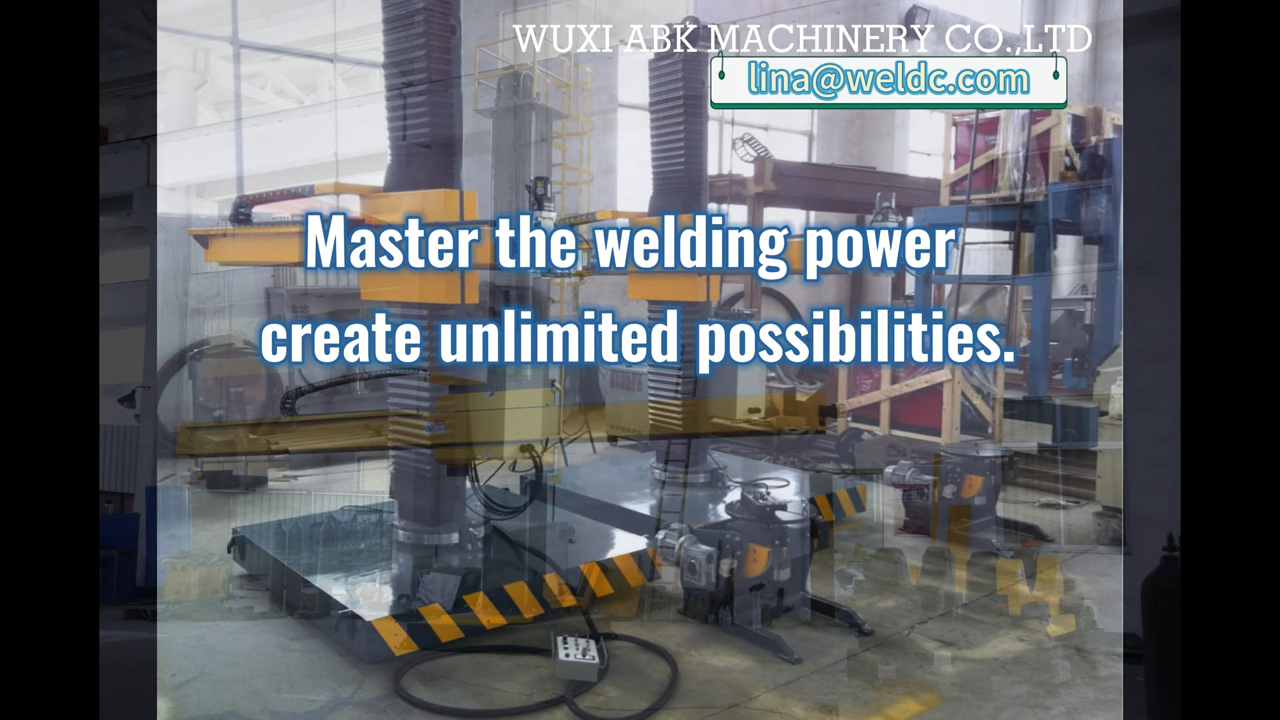 WUXI ABK MACHINERY CO.,LTD
lina@weldc.com
Master the welding power
create unlimited possibilities.